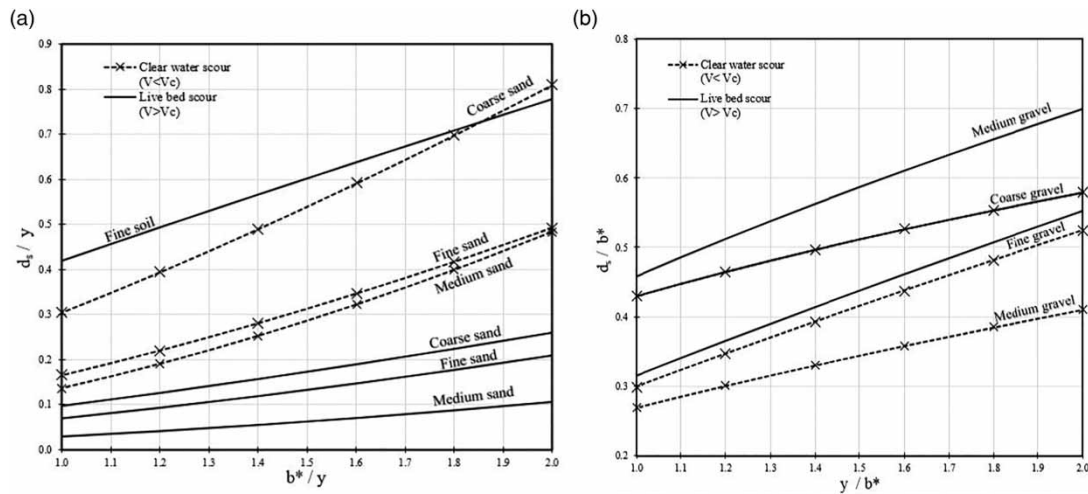 (a)
0.9
0.8
0.7
0.6
0.5
0.4
0.3
0.2
0.1
0.0
d_s / y
Clear water scour
(V<Vc)
Live bed scour
(V>Vc)
Coarse sand
Fine soil
Fine sand
Medium sand
Coarse sand
Fine sand
Medium sand
1.0 1.1 1.2 1.3 1.4 1.5 1.6 1.7 1.8 1.9 2.0
b* / y
(b)
0.8
0.7
0.6
0.5
0.4
0.3
0.2
d_s / b*
Clear water scour
(V< Vc)
Live bed scour
(V> Vc)
Medium gravel
Coarse gravel
Fine gravel
Medium gravel
1.0 1.1 1.2 1.3 1.4 1.5 1.6 1.7 1.8 1.9 2.0
y / b*